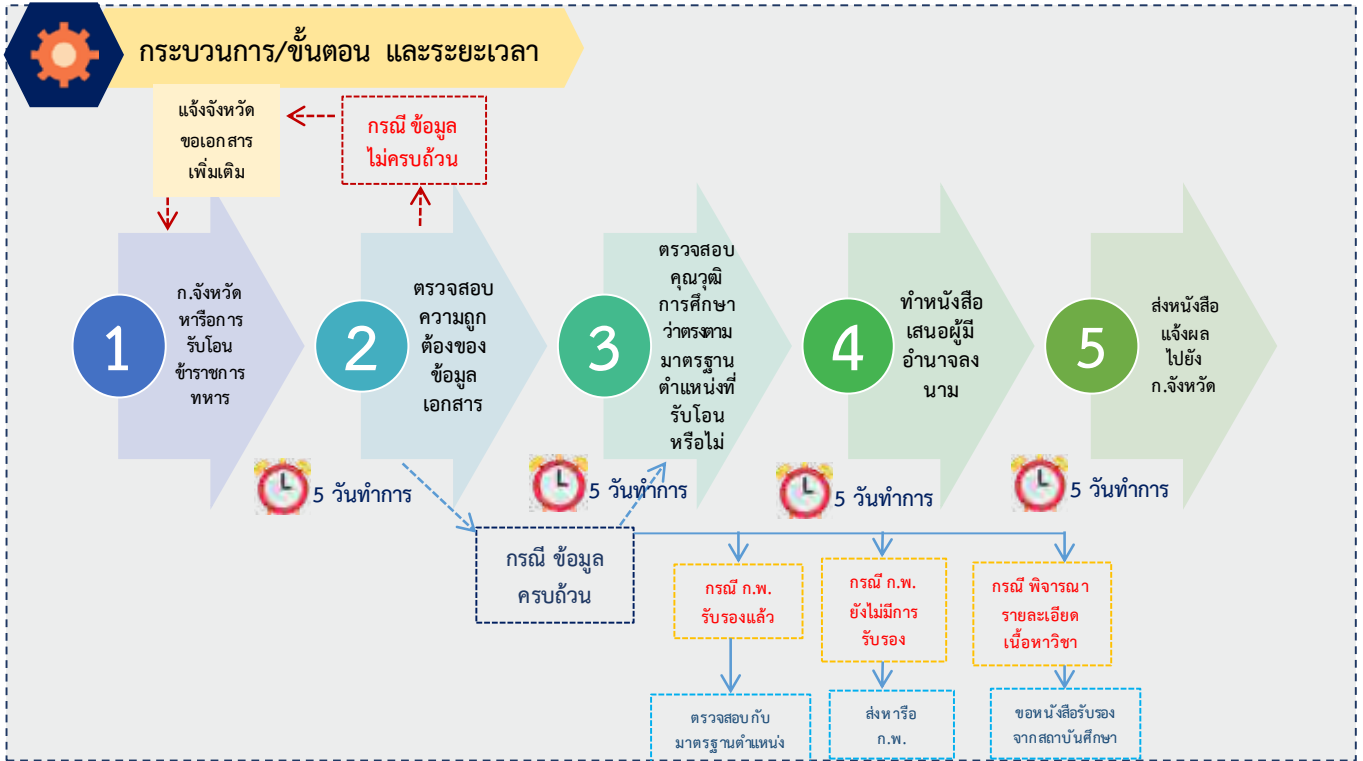 กระบวนการ/ขั้นตอน และระยะเวลา
แจ้งจังหวัด
ขอเอกสาร
เพิ่มเติม
กรณี ข้อมูล
ไม่ครบถ้วน
1
ก.จังหวัด
หารือการ
รับโอน
ข้าราชการ
ทหาร
2
ตรวจสอบ
ความถูก
ต้องของ
ข้อมูล
เอกสาร
3
ตรวจสอบ
คุณวุฒิ
การศึกษา
ว่าตรงตาม
มาตรฐาน
ตำแหน่งที่
รับโอน
หรือไม่
4
ทำหนังสือ
เสนอผู้มี
อำนาจลง
นาม
5
ส่งหนังสือ
แจ้งผล
ไปยัง
ก.จังหวัด
5 วันทำการ
5 วันทำการ
5 วันทำการ
5 วันทำการ
กรณี ข้อมูล
ครบถ้วน
กรณี ก.พ.
รับรองแล้ว
กรณี ก.พ.
ยังไม่มีการ
รับรอง
กรณี พิจารณา
รายละเอียด
เนื้อหาวิชา
ตรวจสอบกับ
มาตรฐานตำแหน่ง
ส่งหารือ
ก.พ.
ขอหนังสือรับรอง
จากสถาบันศึกษา